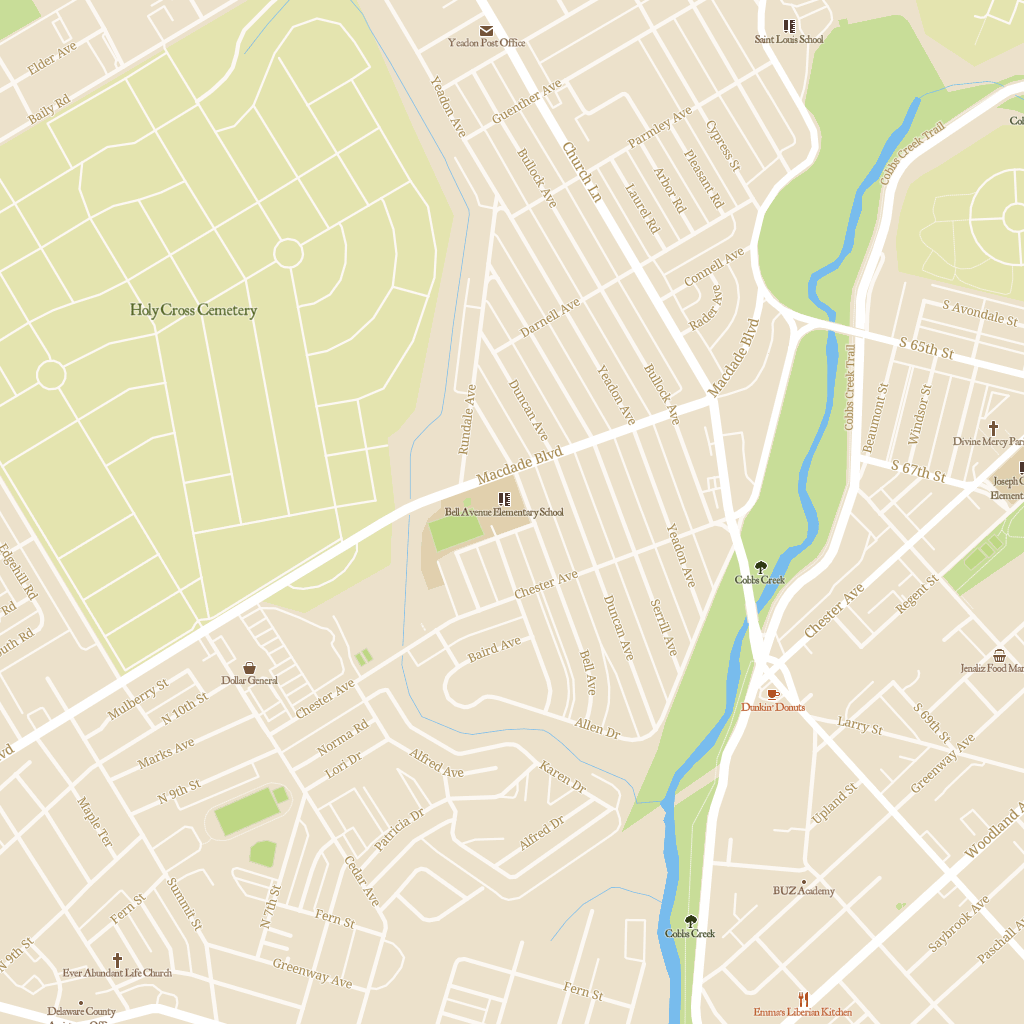 Yeadon Post Office
Saint Louis School
Elder Ave
Baily Rd
Yeadon Ave
Guenther Ave
Parmley Ave
Cypress St
Church Ln
Bullock Ave
Pleasant Rd
Arbor Rd
Laurel Rd
Cobbs Creek Trail
Connell Ave
Rader Ave
Holy Cross Cemetery
Darnell Ave
Macdade Blvd
S Avondale St
S 65th St
Cobbs Creek Trail
Yeadon Ave
Bullock Ave
Duncan Ave
Rundale Ave
Beaumont St
Windsor St
Divine Mercy Par
Macdade Blvd
S 67th St
Joseph
Element
Bell Avenue Elementary School
Yeadon Ave
Edgehill Rd
Rd
Chester Ave
Cobbs Creek
Regent St
Chester Ave
Duncan Ave
Serrill Ave
Baird Ave
Bell Ave
Dollar General
Jenaliz Food Mar
Mulberry St
N 10th St
Chester Ave
Dunkin' Donuts
Allen Dr
Larry St
S 69th St
Norma Rd
Marks Ave
Lori Dr
Alfred Ave
Karen Dr
Greenway Ave
N 9th St
Upland St
Maple Ter
Patricia Dr
Alfred Dr
Woodland
Cedar Ave
BUZ Academy
Summit St
Fern St
N 7th St
Fern St
Cobbs Creek
Saybrook Ave
Paschall
N 9th St
Ever Abundant Life Church
Greenway Ave
Fern St
Delaware County
Emma's Liberian Kitchen